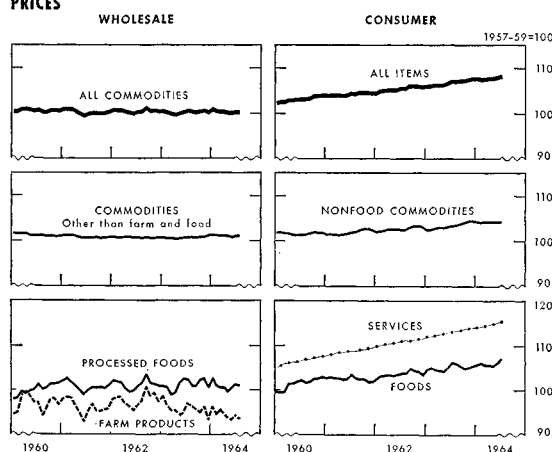 PRICES
WHOLESALE
CONSUMER
1957-59=100
ALL COMMODITIES
ALL ITEMS
110
100
90
COMMODITIES
Other than farm and food
NONFOOD COMMODITIES
110
100
90
PROCESSED FOODS
FARM PRODUCTS
SERVICES
FOODS
120
110
100
90
1960
1962
1964
1960
1962
1964